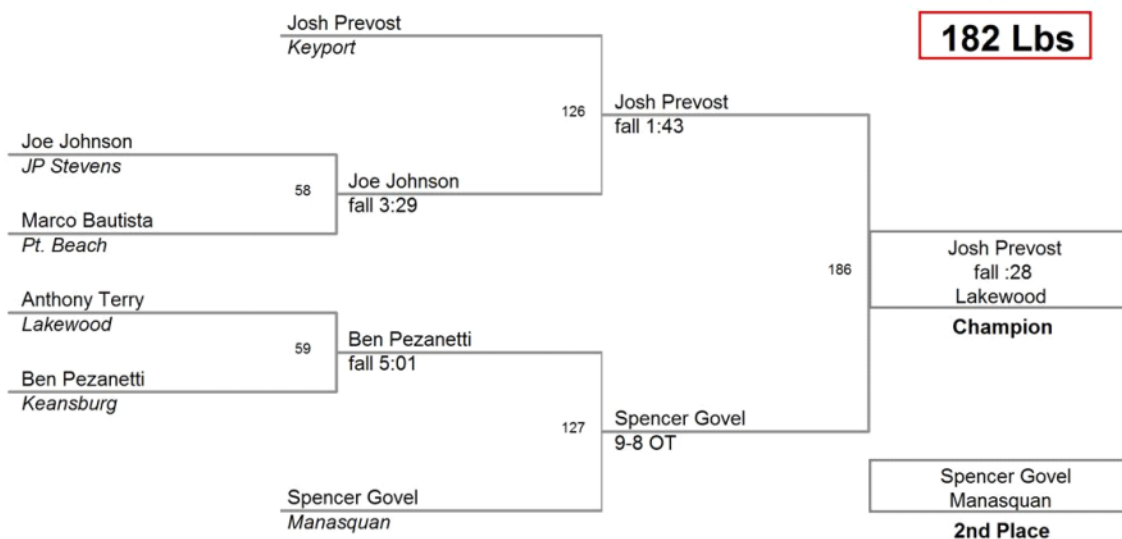 182 Lbs
Josh Prevost
Keyport
126
Josh Prevost
fall 1:43
Joe Johnson
JP Stevens
58
Joe Johnson
fall 3:29
Marco Bautista
Pt. Beach
186
Josh Prevost
fall :28
Lakewood
Champion
Anthony Terry
Lakewood
59
Ben Pezanetti
fall 5:01
Ben Pezanetti
Keansburg
127
Spencer Govel
9-8 OT
Spencer Govel
Manasquan
Spencer Govel
Manasquan
2nd Place